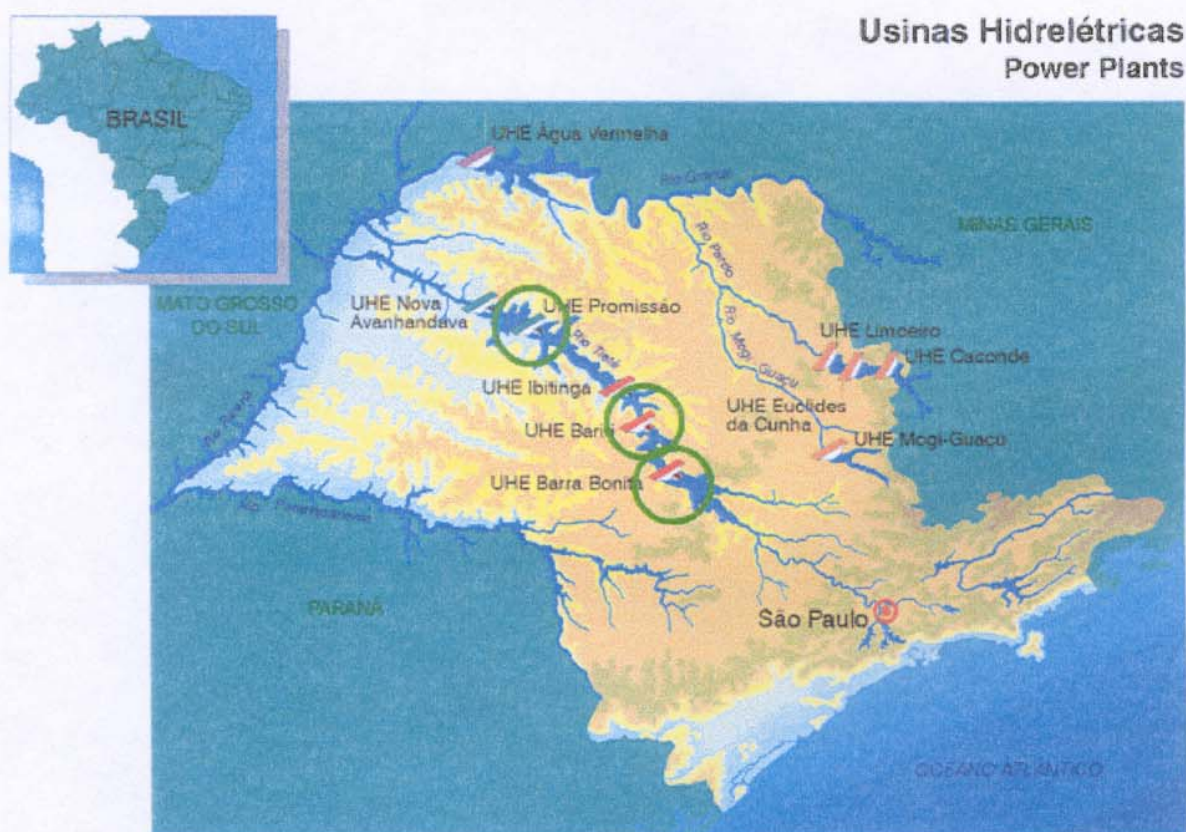 Usinas Hidrelétricas
Power Plants
BRASIL
UHE Água Vermelha
Rio Grande
MINAS GERAIS
Rio Pardo
MATO GROSSO
DO SUL
UHE Nova
Avanhandava
UHE Promissão
Rio Tietê
Rio Mogi-Guaçu
UHE Limoeiro
UHE Caconde
UHE Ibitinga
UHE Euclides
da Cunha
UHE Bariri
UHE Mogi-Guaçu
Rio Paraná
UHE Barra Bonita
Rio Paranapanema
PARANÁ
São Paulo
OCEANO ATLÂNTICO